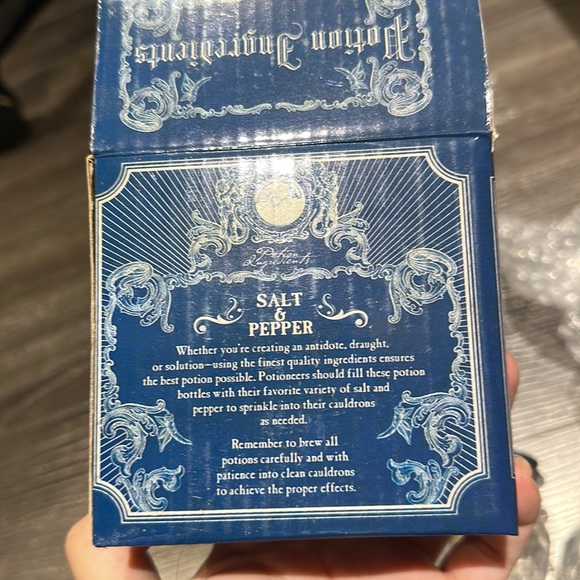 Potion Ingredients
Potion
Ingredients
SALT
&
PEPPER
Whether you're creating an antidote, draught,
or solution—using the finest quality ingredients ensures
the best potion possible. Potioneers should fill these potion
bottles with their favorite variety of salt and
pepper to sprinkle into their cauldrons
as needed.
Remember to brew all
potions carefully and with
patience into clean cauldrons
to achieve the proper effects.